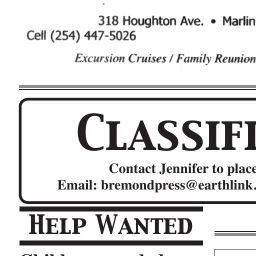 318 Houghton Ave. • Marlin
Cell (254) 447-5026
Excursion Cruises / Family Reunion
CLASSIFI
Contact Jennifer to place
Email: bremondpress@earthlink.
HELP WANTED